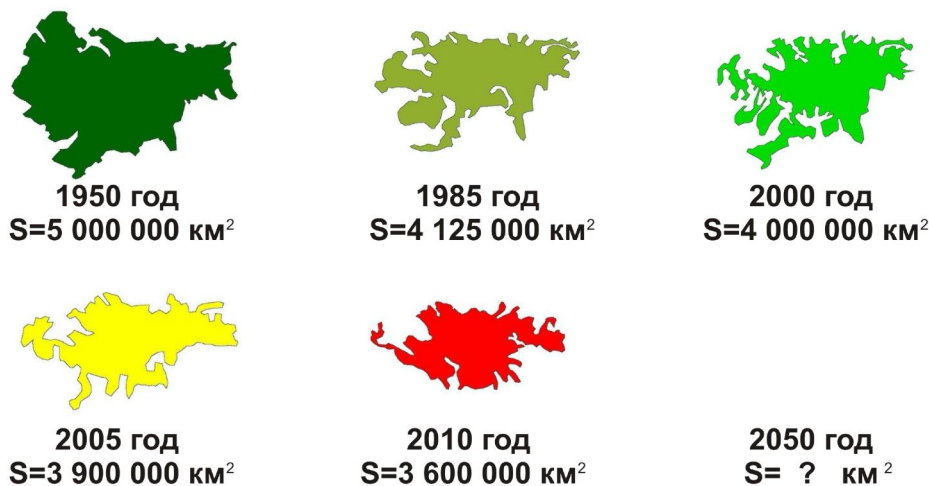 1950 год
S=5 000 000 км²
1985 год
S=4 125 000 км²
2000 год
S=4 000 000 км²
2005 год
S=3 900 000 км²
2010 год
S=3 600 000 км²
2050 год
S= ? км²